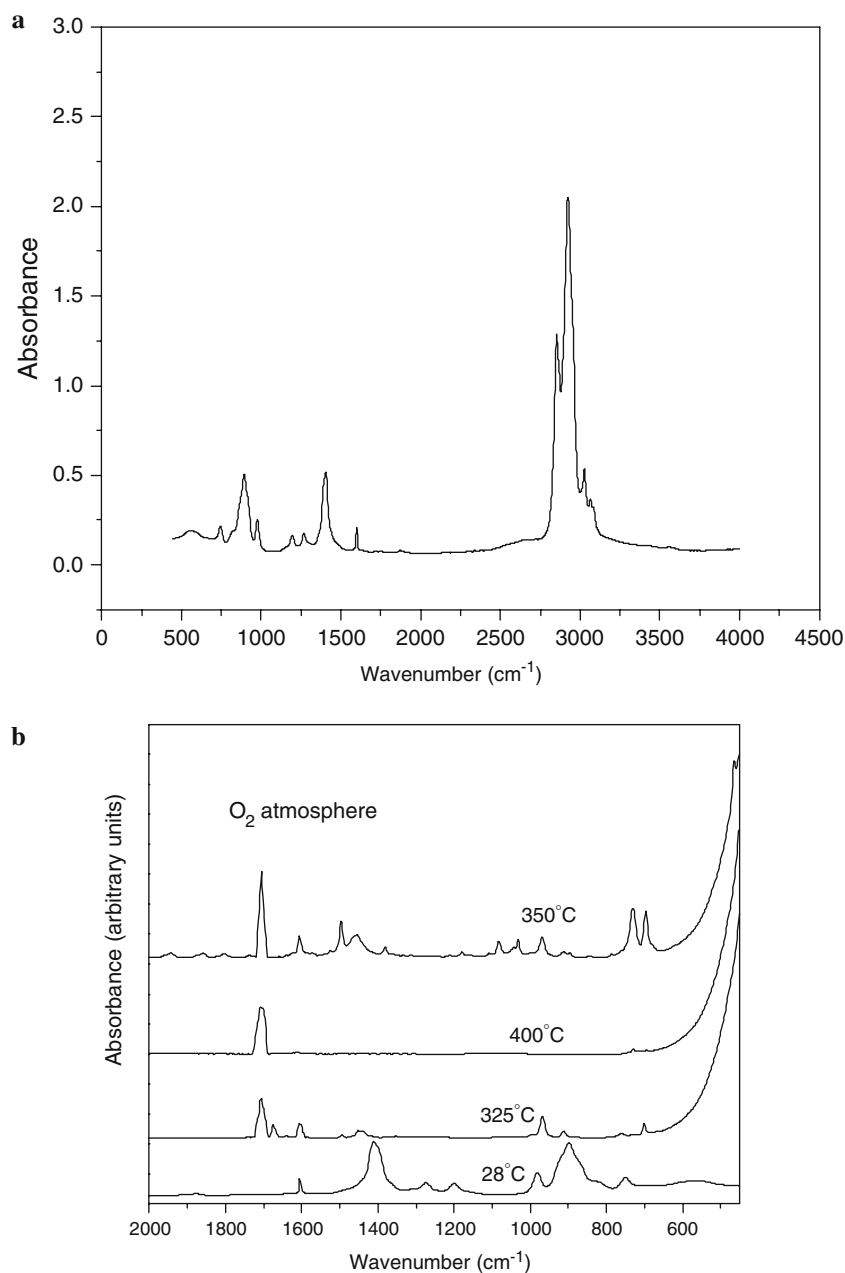 a
3.0
2.5
2.0
1.5
1.0
0.5
0.0
Absorbance
0 500 1000 1500 2000 2500 3000 3500 4000 4500
Wavenumber (cm-1)
b
Absorbance (arbitrary units)
O2 atmosphere
350°C
400°C
325°C
28°C
2000 1800 1600 1400 1200 1000 800 600
Wavenumber (cm-1)